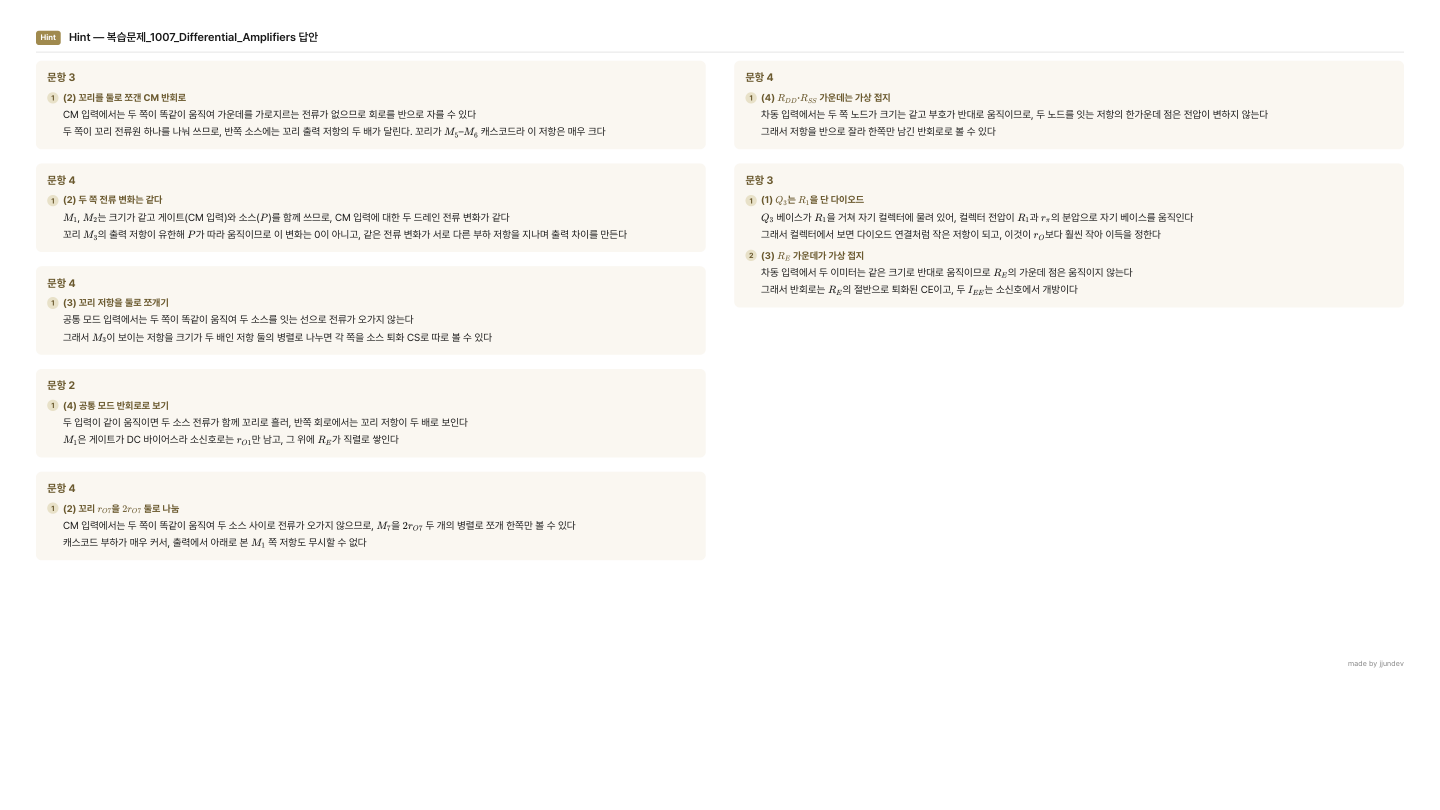 Hint Hint — 복습문제_1007_Differential_Amplifiers 답안
문항 3
1 (2) 꼬리를 둘로 쪼갠 CM 반회로
CM 입력에서는 두 쪽이 똑같이 움직여 가운데를 가로지르는 전류가 없으므로 회로를 반으로 자를 수 있다
두 쪽이 꼬리 전류원 하나를 나눠 쓰므로, 반쪽 소스에는 꼬리 출력 저항의 두 배가 달린다. 꼬리가 M₅–M₆ 캐스코드라 이 저항은 매우 크다
문항 4
1 (2) 두 쪽 전류 변화는 같다
M₁, M₂는 크기가 같고 게이트(CM 입력)와 소스(P)를 함께 쓰므로, CM 입력에 대한 두 드레인 전류 변화가 같다
꼬리 M₃의 출력 저항이 유한해 P가 따라 움직이므로 이 변화는 0이 아니고, 같은 전류 변화가 서로 다른 부하 저항을 지나며 출력 차이를 만든다
문항 4
1 (3) 꼬리 저항을 둘로 쪼개기
공통 모드 입력에서는 두 쪽이 똑같이 움직여 두 소스를 잇는 선으로 전류가 오가지 않는다
그래서 M₃이 보이는 저항을 크기가 두 배인 저항 둘의 병렬로 나누면 각 쪽을 소스 퇴화 CS로 따로 볼 수 있다
문항 2
1 (4) 공통 모드 반회로로 보기
두 입력이 같이 움직이면 두 소스 전류가 함께 꼬리로 흘러, 반쪽 회로에서는 꼬리 저항이 두 배로 보인다
M₁은 게이트가 DC 바이어스라 소신호로는 r_O1만 남고, 그 위에 R_E가 직렬로 쌓인다
문항 4
1 (2) 꼬리 r_O7을 2r_O7 둘로 나눔
CM 입력에서는 두 쪽이 똑같이 움직여 두 소스 사이로 전류가 오가지 않으므로, M₇을 2r_O7 두 개의 병렬로 쪼개 한쪽만 볼 수 있다
캐스코드 부하가 매우 커서, 출력에서 아래로 본 M₁ 쪽 저항도 무시할 수 없다
문항 4
1 (4) R_DD·R_SS 가운데는 가상 접지
차동 입력에서는 두 쪽 노드가 크기는 같고 부호가 반대로 움직이므로, 두 노드를 잇는 저항의 한가운데 점은 전압이 변하지 않는다
그래서 저항을 반으로 잘라 한쪽만 남긴 반회로로 볼 수 있다
문항 3
1 (1) Q₃는 R₁을 단 다이오드
Q₃ 베이스가 R₁을 거쳐 자기 컬렉터에 물려 있어, 컬렉터 전압이 R₁과 r_π의 분압으로 자기 베이스를 움직인다
그래서 컬렉터에서 보면 다이오드 연결처럼 작은 저항이 되고, 이것이 r_O보다 훨씬 작아 이득을 정한다
2 (3) R_E 가운데가 가상 접지
차동 입력에서 두 이미터는 같은 크기로 반대로 움직이므로 R_E의 가운데 점은 움직이지 않는다
그래서 반회로는 R_E의 절반으로 퇴화된 CE이고, 두 I_EE는 소신호에서 개방이다
made by jjundev